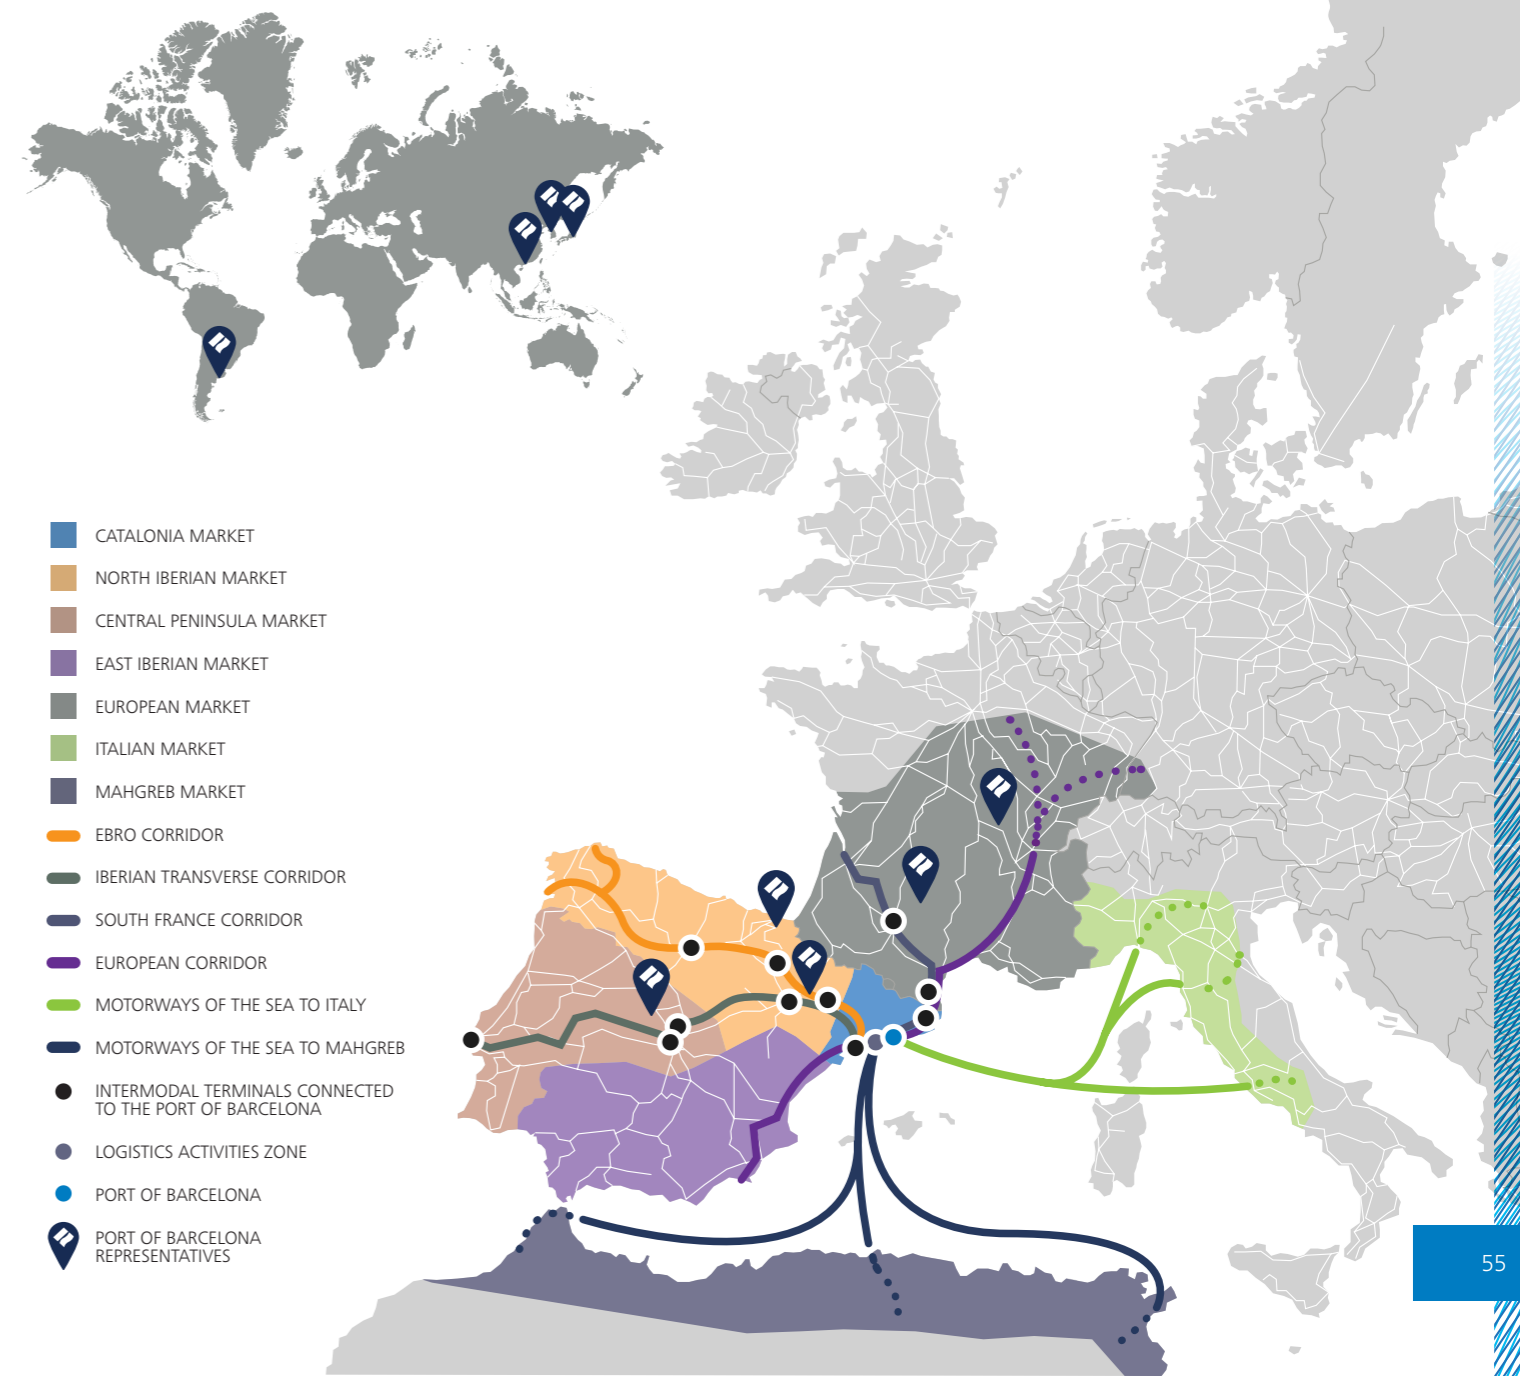 CATALONIA MARKET
NORTH IBERIAN MARKET
CENTRAL PENINSULA MARKET
EAST IBERIAN MARKET
EUROPEAN MARKET
ITALIAN MARKET
MAHGREB MARKET
EBRO CORRIDOR
IBERIAN TRANSVERSE CORRIDOR
SOUTH FRANCE CORRIDOR
EUROPEAN CORRIDOR
MOTORWAYS OF THE SEA TO ITALY
MOTORWAYS OF THE SEA TO MAHGREB
INTERMODAL TERMINALS CONNECTED
TO THE PORT OF BARCELONA
LOGISTICS ACTIVITIES ZONE
PORT OF BARCELONA
PORT OF BARCELONA
REPRESENTATIVES
55